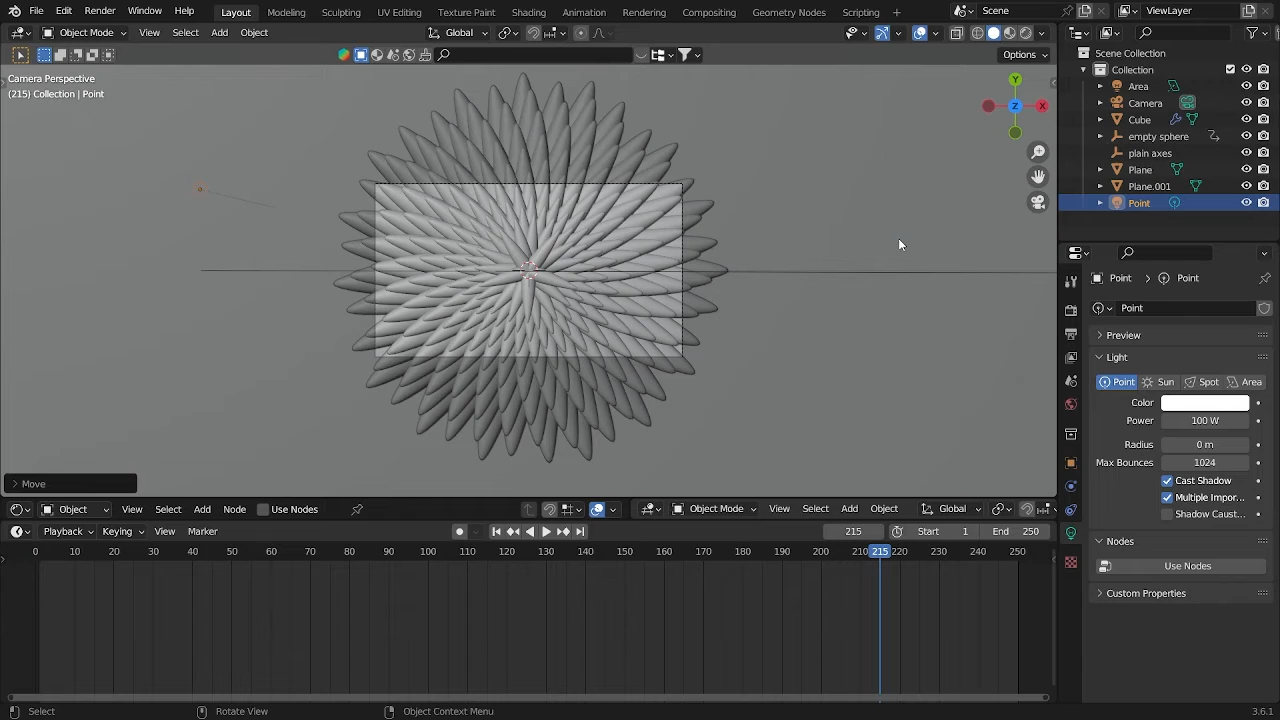 File Edit Render Window Help Layout Modeling Sculpting UV Editing Texture Paint Shading Animation Rendering Compositing Geometry Nodes Scripting + Scene ViewLayer
Object Mode View Select Add Object Global
Options
Camera Perspective
(215) Collection | Point
Y
X
Z
Move
Scene Collection
Collection
Area
Camera
Cube
empty sphere
plain axes
Plane
Plane.001
Point
Point Point
Point
Preview
Light
Point Sun Spot Area
Color
Power 100 W
Radius 0 m
Max Bounces 1024
Cast Shadow
Multiple Impor...
Shadow Caust...
Nodes
Use Nodes
Custom Properties
Object View Select Add Node Use Nodes Object Mode View Select Add Object Global
Playback Keying View Marker 215 Start 1 End 250
0 10 20 30 40 50 60 70 80 90 100 110 120 130 140 150 160 170 180 190 200 210 215 220 230 240 250
Select Rotate View Object Context Menu 3.6.1